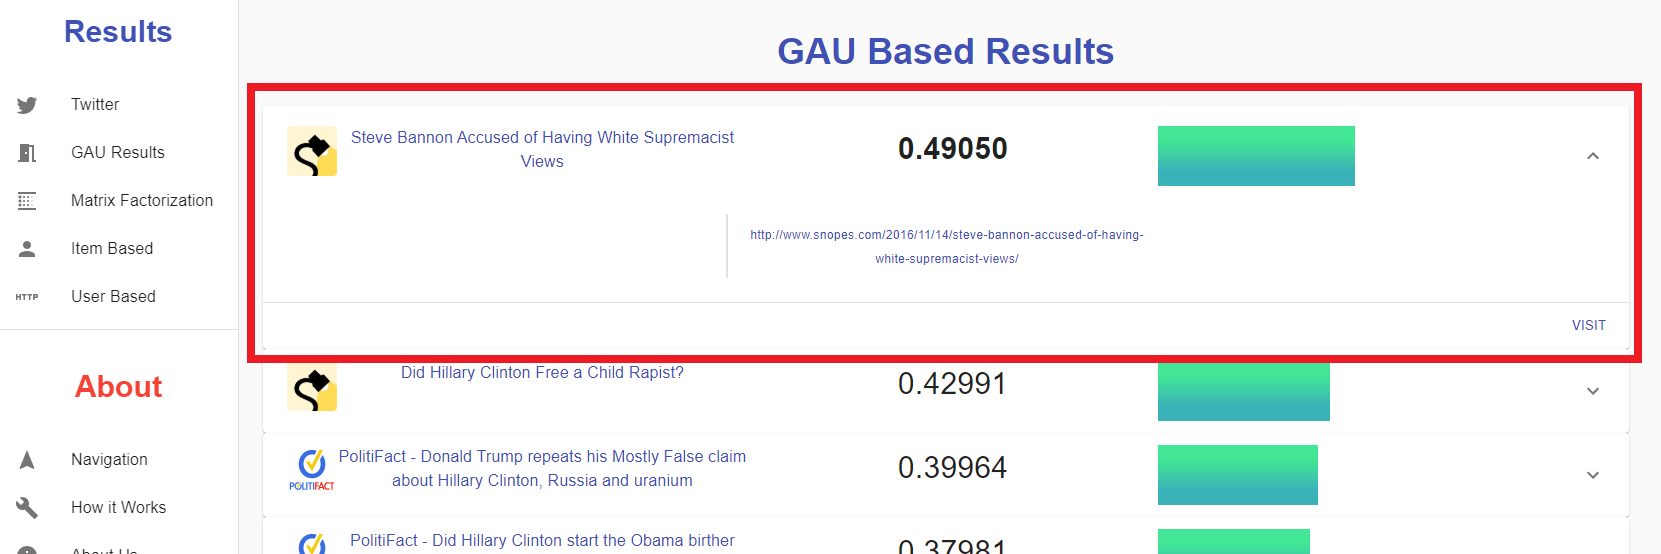 Results
Twitter
GAU Results
Matrix Factorization
Item Based
HTTP
User Based
About
Navigation
How it Works
About Us
GAU Based Results
Steve Bannon Accused of Having White Supremacist
Views
0.49050
http://www.snopes.com/2016/11/14/steve-bannon-accused-of-having-
white-supremacist-views/
VISIT
Did Hillary Clinton Free a Child Rapist?
0.42991
POLITIFACT
PolitiFact - Donald Trump repeats his Mostly False claim
about Hillary Clinton, Russia and uranium
0.39964
PolitiFact - Did Hillary Clinton start the Obama birther
0.37981